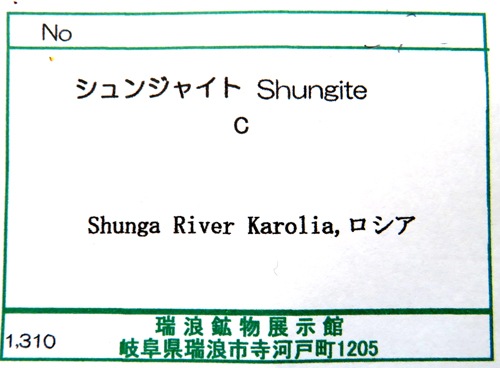 No
シュンジャイト Shungite
C
Shunga River Karolia,ロシア
瑞浪鉱物展示館
1,310
岐阜県瑞浪市寺河戸町1205